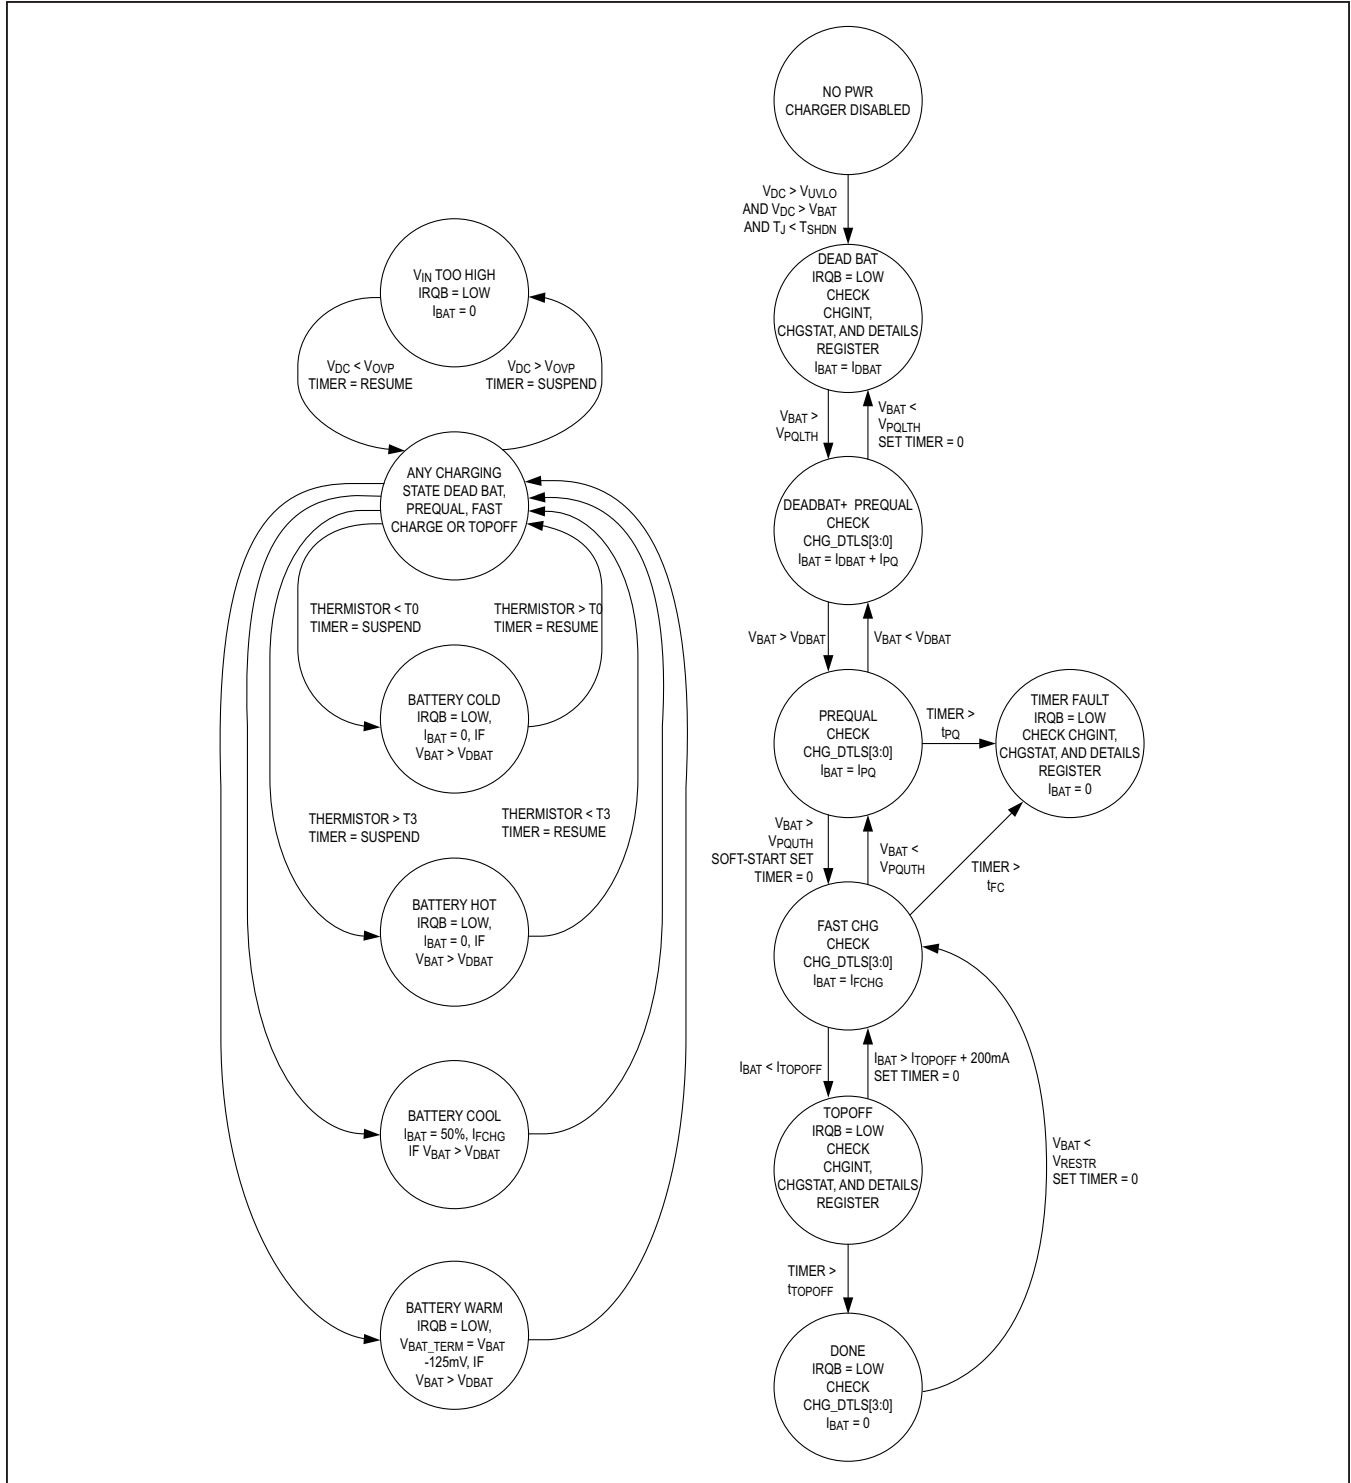 NO PWR
CHARGER DISABLED
VDC > VUVLO
AND VDC > VBAT
AND TJ < TSHDN
VIN TOO HIGH
IRQB = LOW
IBAT = 0
VDC < VOVP
TIMER = RESUME
VDC > VOVP
TIMER = SUSPEND
ANY CHARGING
STATE DEAD BAT,
PREQUAL, FAST
CHARGE OR TOPOFF
THERMISTOR < T0
TIMER = SUSPEND
THERMISTOR > T0
TIMER = RESUME
BATTERY COLD
IRQB = LOW,
IBAT = 0, IF
VBAT > VDBAT
THERMISTOR > T3
TIMER = SUSPEND
THERMISTOR < T3
TIMER = RESUME
BATTERY HOT
IRQB = LOW,
IBAT = 0, IF
VBAT > VDBAT
BATTERY COOL
IBAT = 50%, IFCHG
IF VBAT > VDBAT
BATTERY WARM
IRQB = LOW,
VBAT_TERM = VBAT
-125mV, IF
VBAT > VDBAT
DEAD BAT
IRQB = LOW
CHECK
CHGINT,
CHGSTAT, AND DETAILS
REGISTER
IBAT = IDBAT
VBAT >
VPQLTH
VBAT <
VPQLTH
SET TIMER = 0
DEADBAT+ PREQUAL
CHECK
CHG_DTLS[3:0]
IBAT = IDBAT + IPQ
VBAT > VDBAT
VBAT < VDBAT
PREQUAL
CHECK
CHG_DTLS[3:0]
IBAT = IPQ
TIMER >
tPQ
TIMER FAULT
IRQB = LOW
CHECK CHGINT,
CHGSTAT, AND DETAILS
REGISTER
IBAT = 0
VBAT >
VPQUTH
SOFT-START SET
TIMER = 0
VBAT <
VPQUTH
TIMER >
tFC
FAST CHG
CHECK
CHG_DTLS[3:0]
IBAT = IFCHG
IBAT < ITOPOFF
IBAT > ITOPOFF + 200mA
SET TIMER = 0
TOPOFF
IRQB = LOW
CHECK
CHGINT,
CHGSTAT, AND DETAILS
REGISTER
VBAT <
VRESTR
SET TIMER = 0
TIMER >
tTOPOFF
DONE
IRQB = LOW
CHECK
CHG_DTLS[3:0]
IBAT = 0